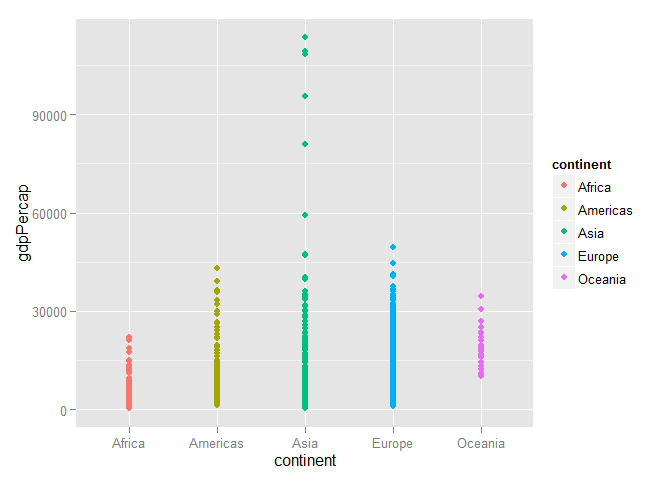 gdpPercap
90000
60000
30000
0
Africa Americas Asia Europe Oceania
continent
continent
Africa
Americas
Asia
Europe
Oceania